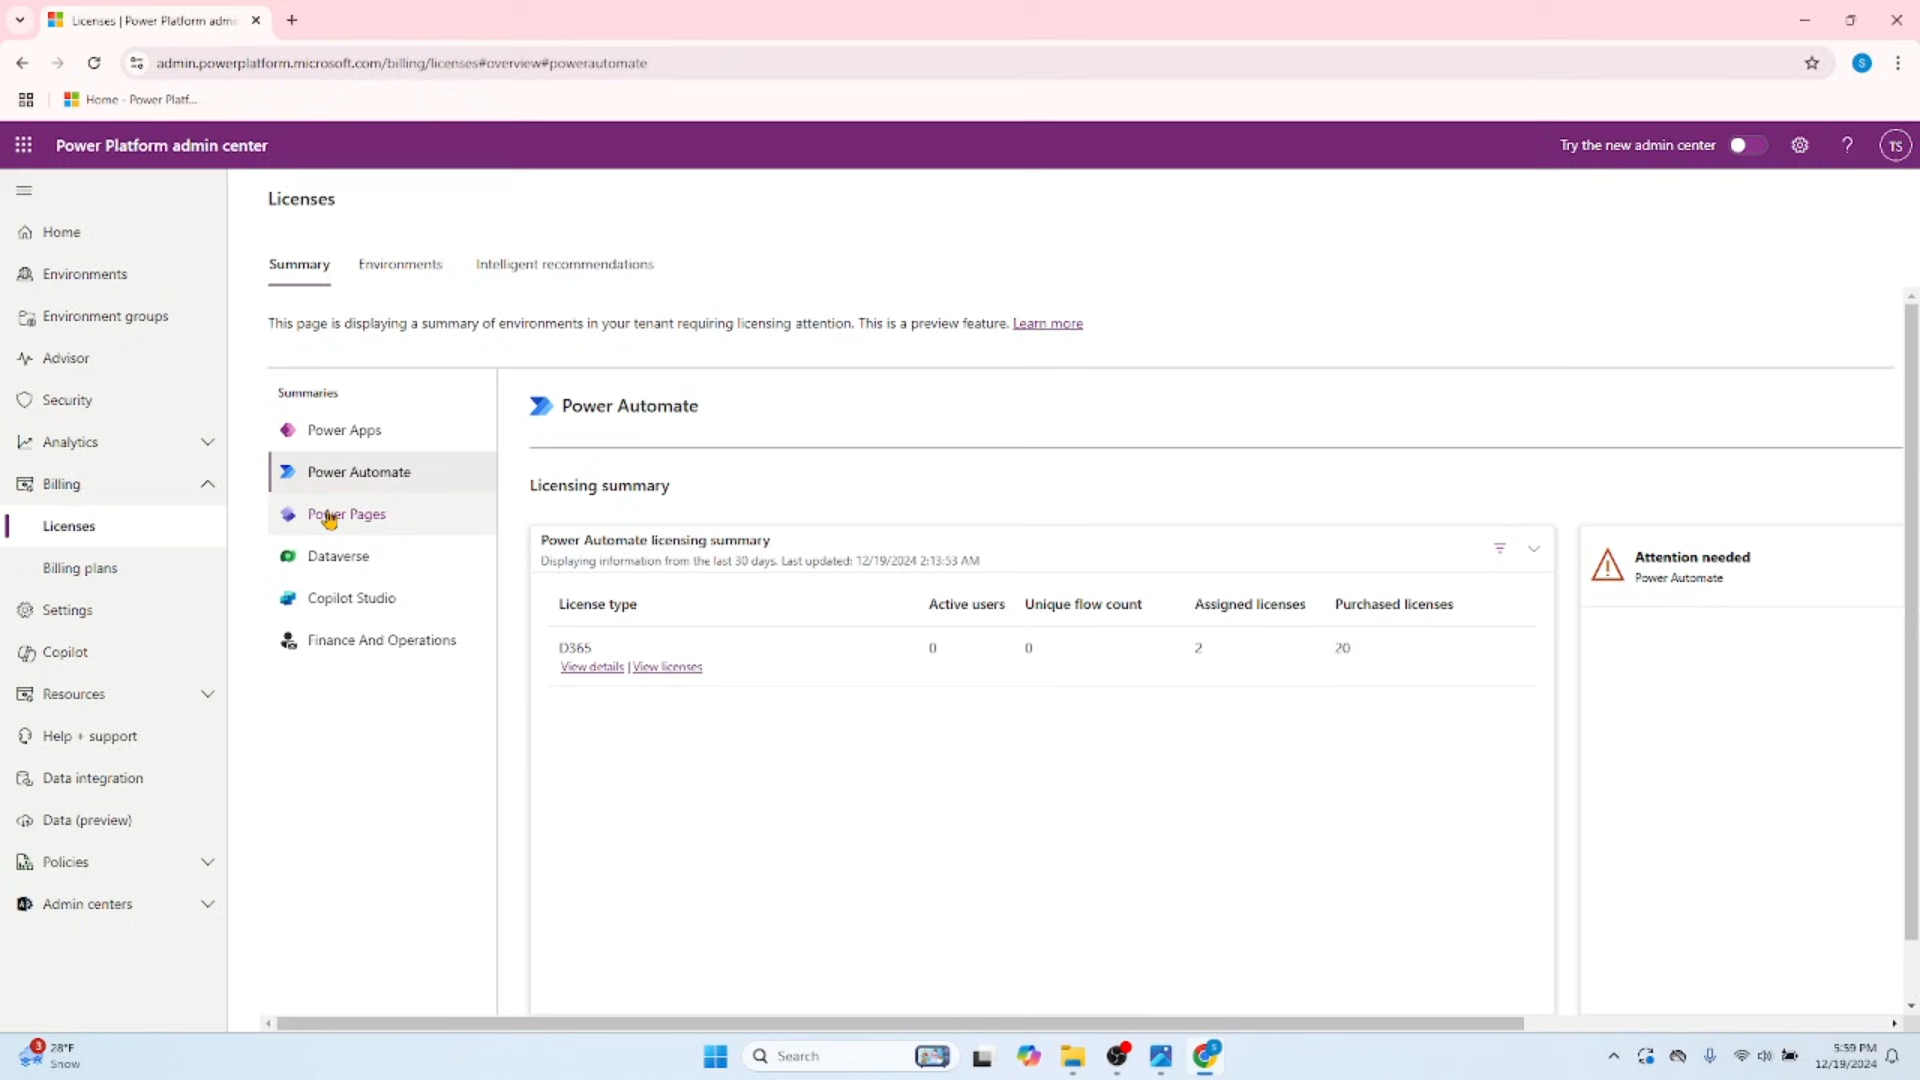 Licenses | Power Platform admi
admin.powerplatform.microsoft.com/billing/licenses#overview#powerautomate
S
Home - Power Platf...
Power Platform admin center
Try the new admin center
?
TS
Home
Environments
Environment groups
Advisor
Security
Analytics
Billing
Licenses
Billing plans
Settings
Copilot
Resources
Help + support
Data integration
Data (preview)
Policies
Admin centers
Licenses
Summary Environments Intelligent recommendations
This page is displaying a summary of environments in your tenant requiring licensing attention. This is a preview feature. Learn more
Summaries
Power Apps
Power Automate
Power Pages
Dataverse
Copilot Studio
Finance And Operations
Power Automate
Licensing summary
Power Automate licensing summary
Displaying information from the last 30 days. Last updated: 12/19/2024 2:13:53 AM
License type Active users Unique flow count Assigned licenses Purchased licenses
D365 0 0 2 20
View details | View licenses
Attention needed
Power Automate
3
28°F
Snow
Search
S
5:59 PM
12/19/2024